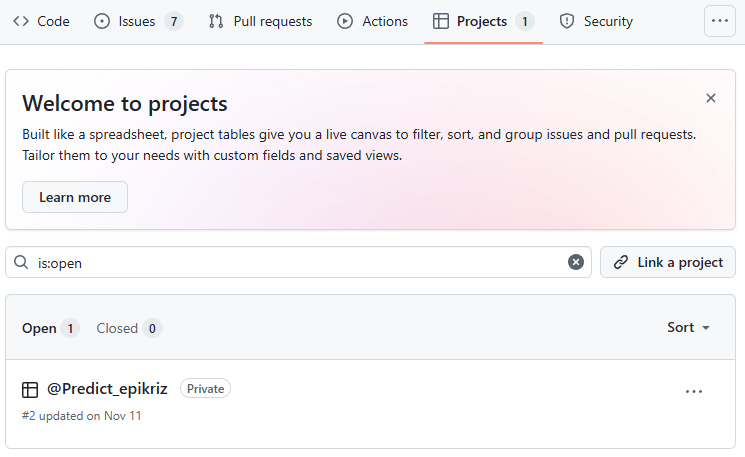 Code Issues 7 Pull requests Actions Projects 1 Security
Welcome to projects
Built like a spreadsheet, project tables give you a live canvas to filter, sort, and group issues and pull requests.
Tailor them to your needs with custom fields and saved views.
Learn more
is:open
Link a project
Open 1 Closed 0 Sort
@Predict_epikriz Private
#2 updated on Nov 11